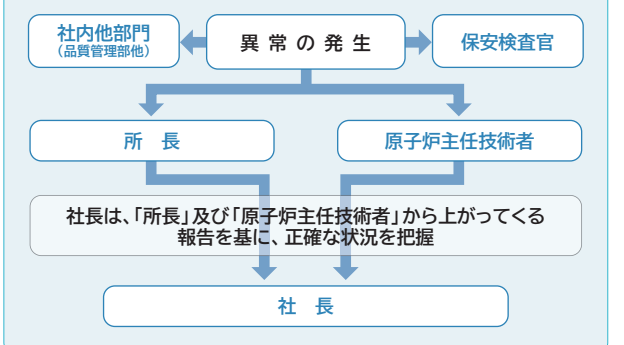 社内他部門
（品質管理部他）
異常の発生
保安検査官
所　長
原子炉主任技術者
社長は、「所長」及び「原子炉主任技術者」から上がってくる
報告を基に、正確な状況を把握
社　長